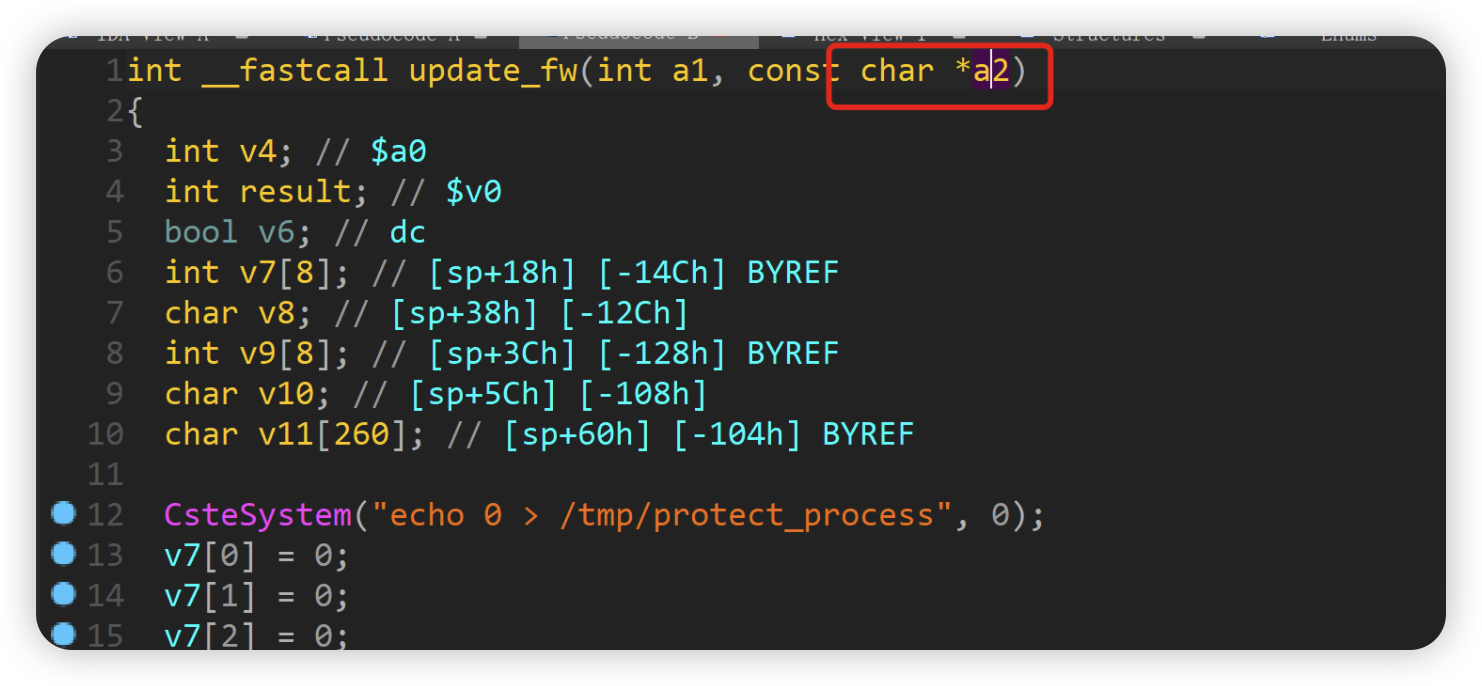 IDA View-A Pseudocode-A Pseudocode-B Hex View-1 Structures Enums
1 int __fastcall update_fw(int a1, const char *a2)
2 {
3 int v4; // $a0
4 int result; // $v0
5 bool v6; // dc
6 int v7[8]; // [sp+18h] [-14Ch] BYREF
7 char v8; // [sp+38h] [-12Ch]
8 int v9[8]; // [sp+3Ch] [-128h] BYREF
9 char v10; // [sp+5Ch] [-108h]
10 char v11[260]; // [sp+60h] [-104h] BYREF
11
12 CsteSystem("echo 0 > /tmp/protect_process", 0);
13 v7[0] = 0;
14 v7[1] = 0;
15 v7[2] = 0;